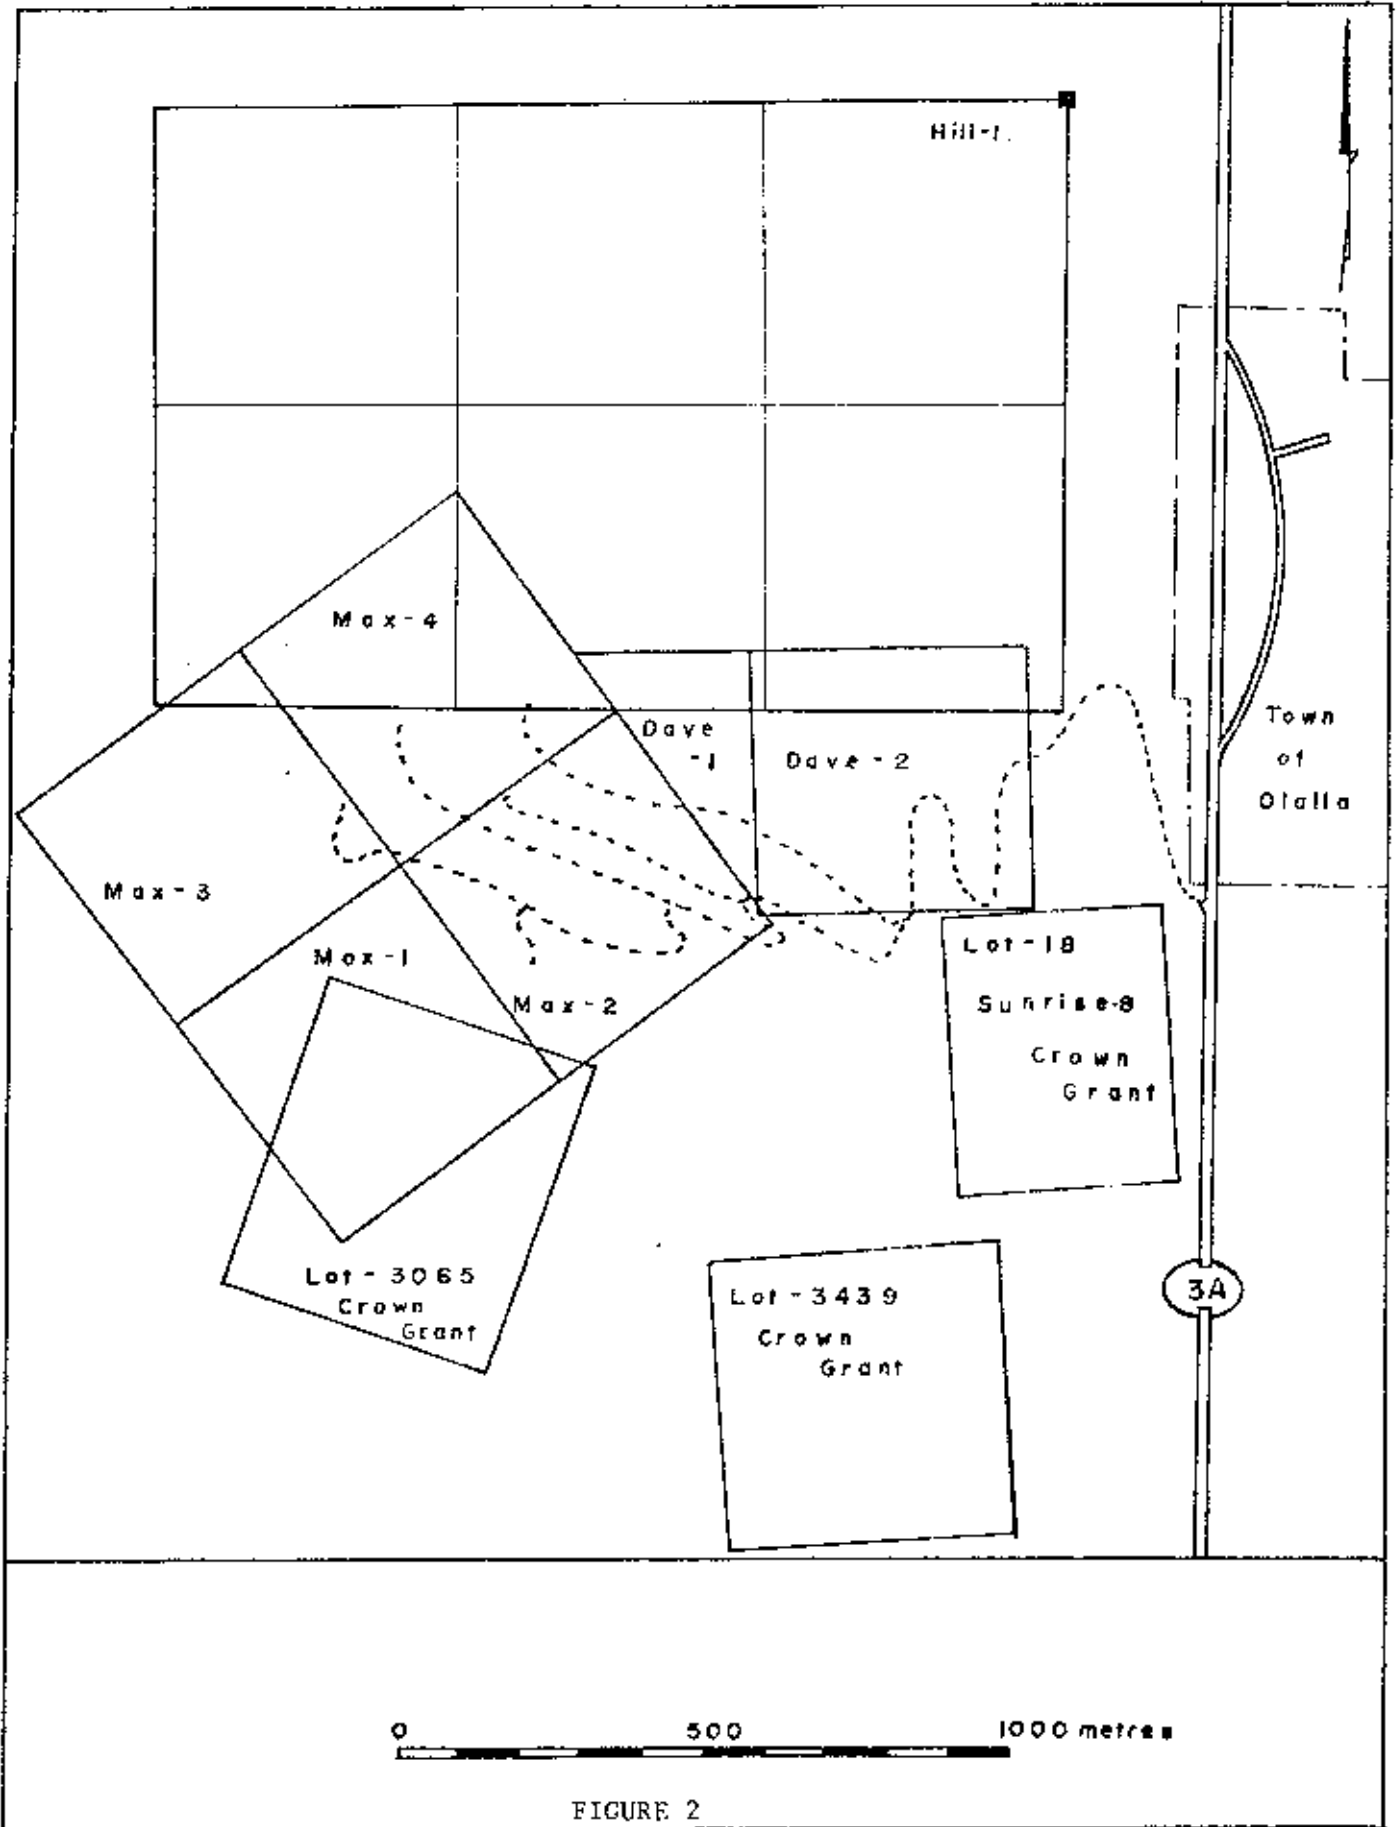 Hill-1.
Max-4
Dave
-1
Dave-2
Town
of
Olalla
Max-3
Max-1
Max-2
Lot-18
Sunrise-8
Crown
Grant
Lot-3065
Crown
Grant
Lot-3439
Crown
Grant
3A
0 500 1000 metres
FIGURE 2